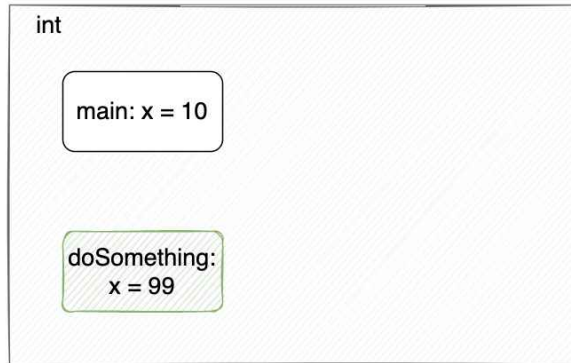 int
main: x = 10
doSomething:
x = 99